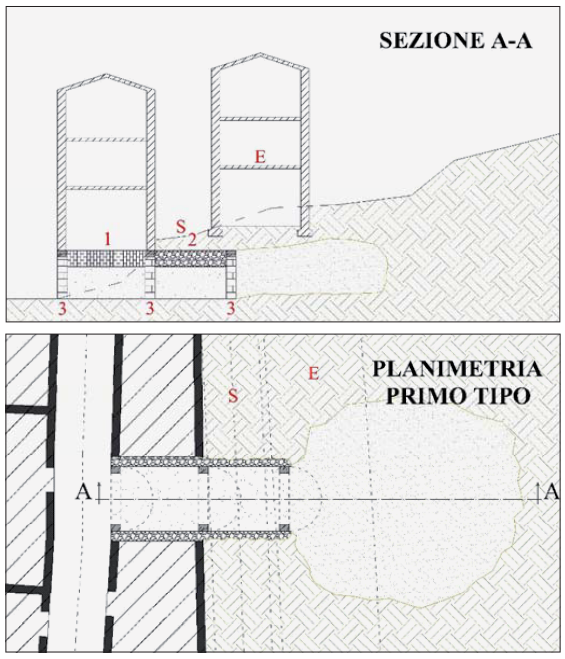 SEZIONE A-A
E
S
2
1
3 3 3
PLANIMETRIA
PRIMO TIPO
E
S
A A